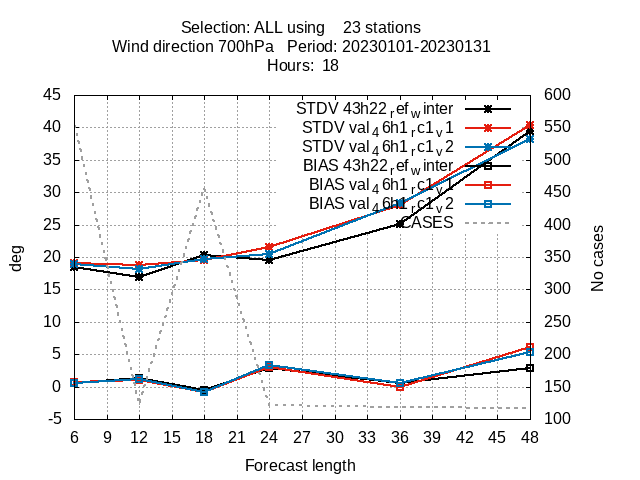 Selection: ALL using 23 stations
Wind direction 700hPa Period: 20230101-20230131
Hours: 18
45
40
35
30
25
20
15
10
5
0
-5
deg
STDV 43h22_ref_winter
STDV val_46h1_rc1_v1
STDV val_46h1_rc1_v2
BIAS 43h22_ref_winter
BIAS val_46h1_rc1_v1
BIAS val_46h1_rc1_v2
CASES
600
550
500
450
400
350
300
250
200
150
100
No cases
6 9 12 15 18 21 24 27 30 33 36 39 42 45 48
Forecast length